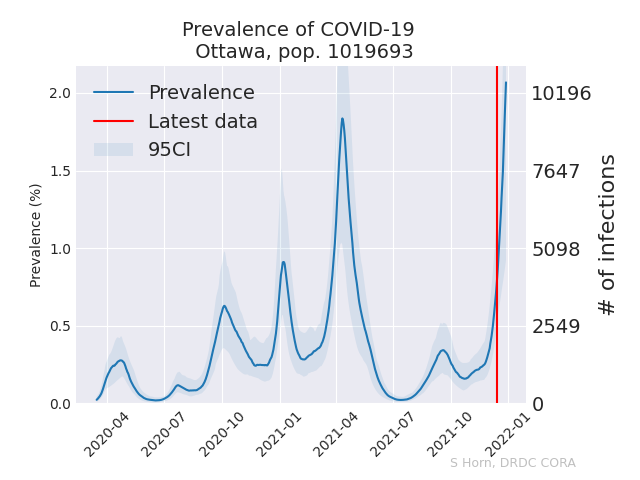 Prevalence of COVID-19
Ottawa, pop. 1019693
Prevalence
Latest data
95CI
Prevalence (%)
2.0
1.5
1.0
0.5
0.0
10196
7647
5098
2549
0
# of infections
2020-04
2020-07
2020-10
2021-01
2021-04
2021-07
2021-10
2022-01
S Horn, DRDC CORA